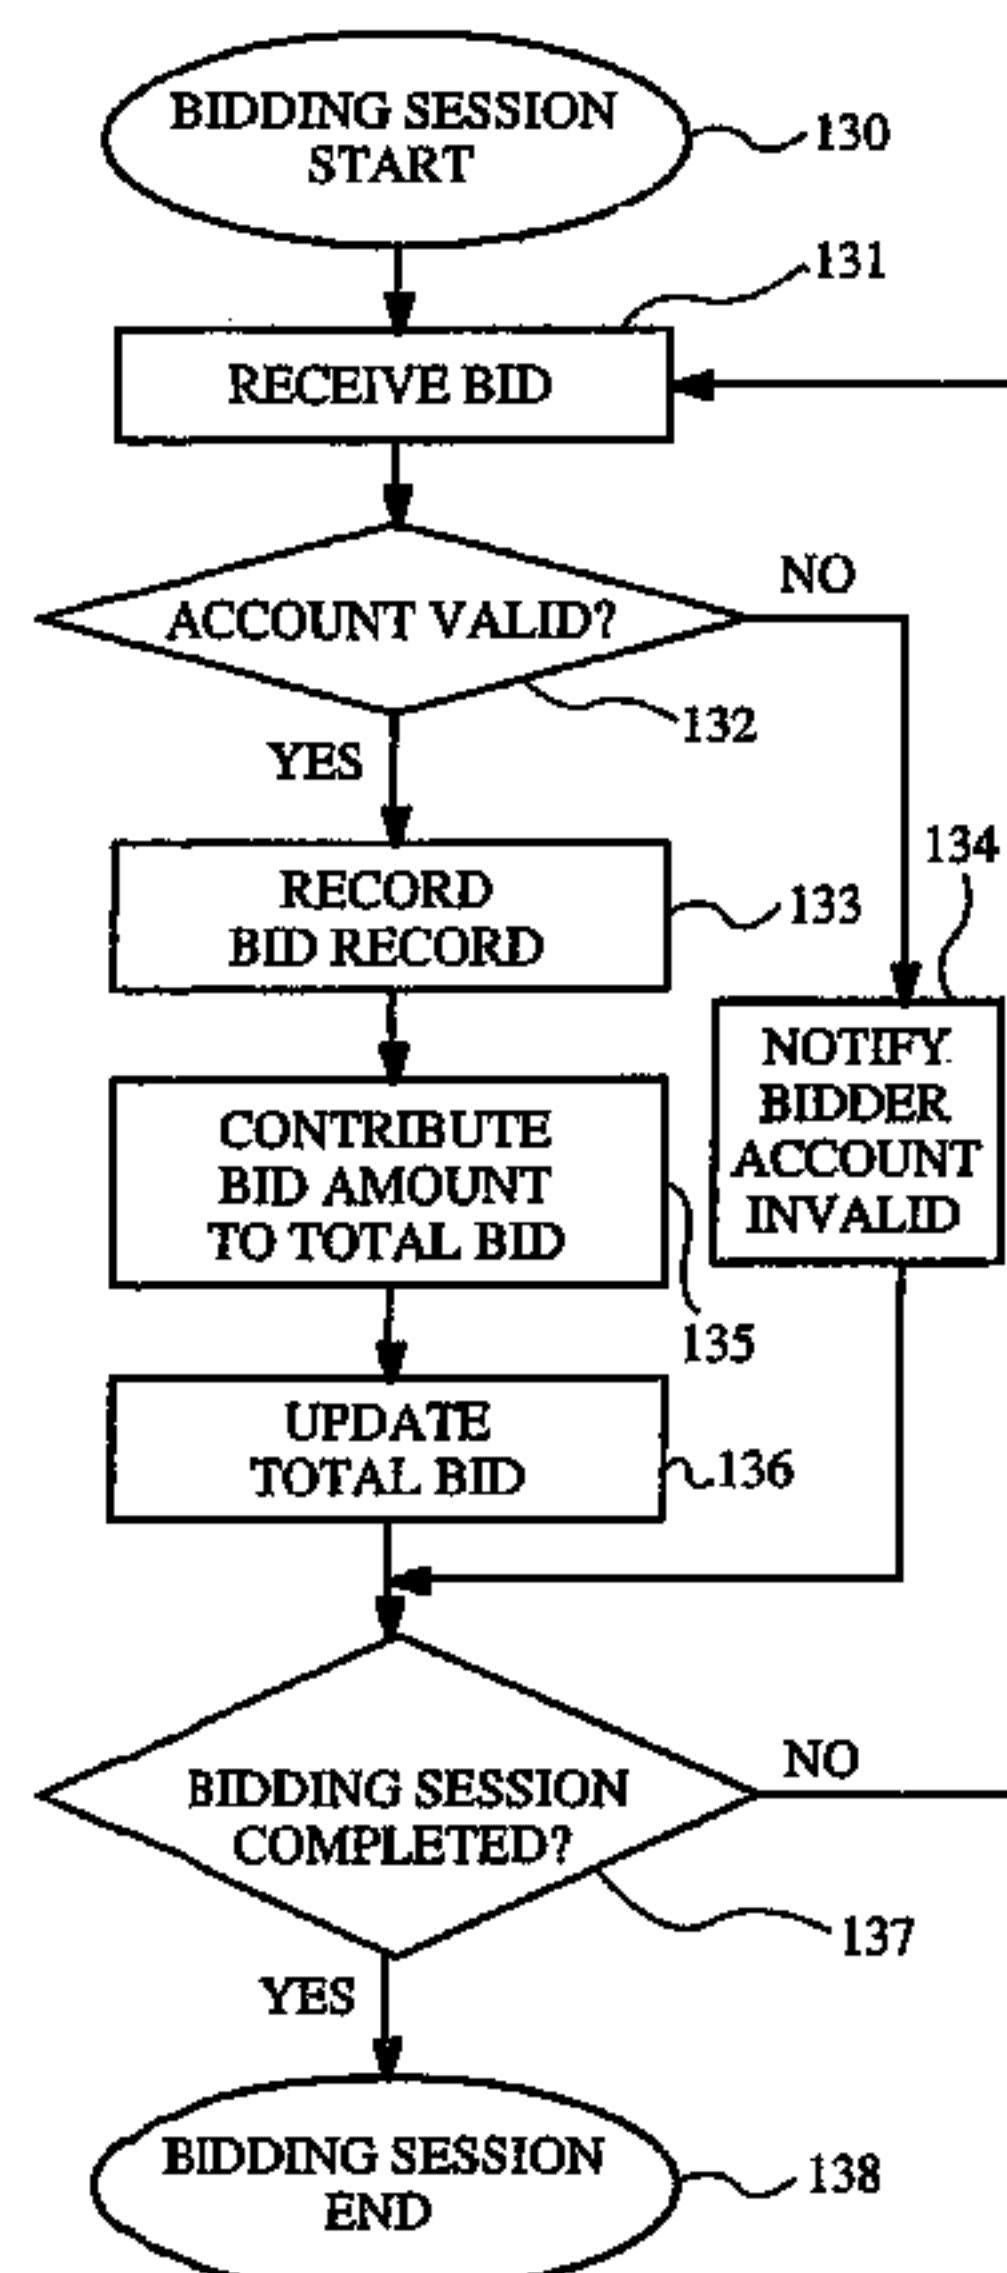 BIDDING SESSION
START
130
131
RECEIVE BID
NO
ACCOUNT VALID?
132
YES
134
RECORD
BID RECORD
133
NOTIFY
BIDDER
ACCOUNT
INVALID
CONTRIBUTE
BID AMOUNT
TO TOTAL BID
135
UPDATE
TOTAL BID
136
NO
BIDDING SESSION
COMPLETED?
137
YES
BIDDING SESSION
END
138